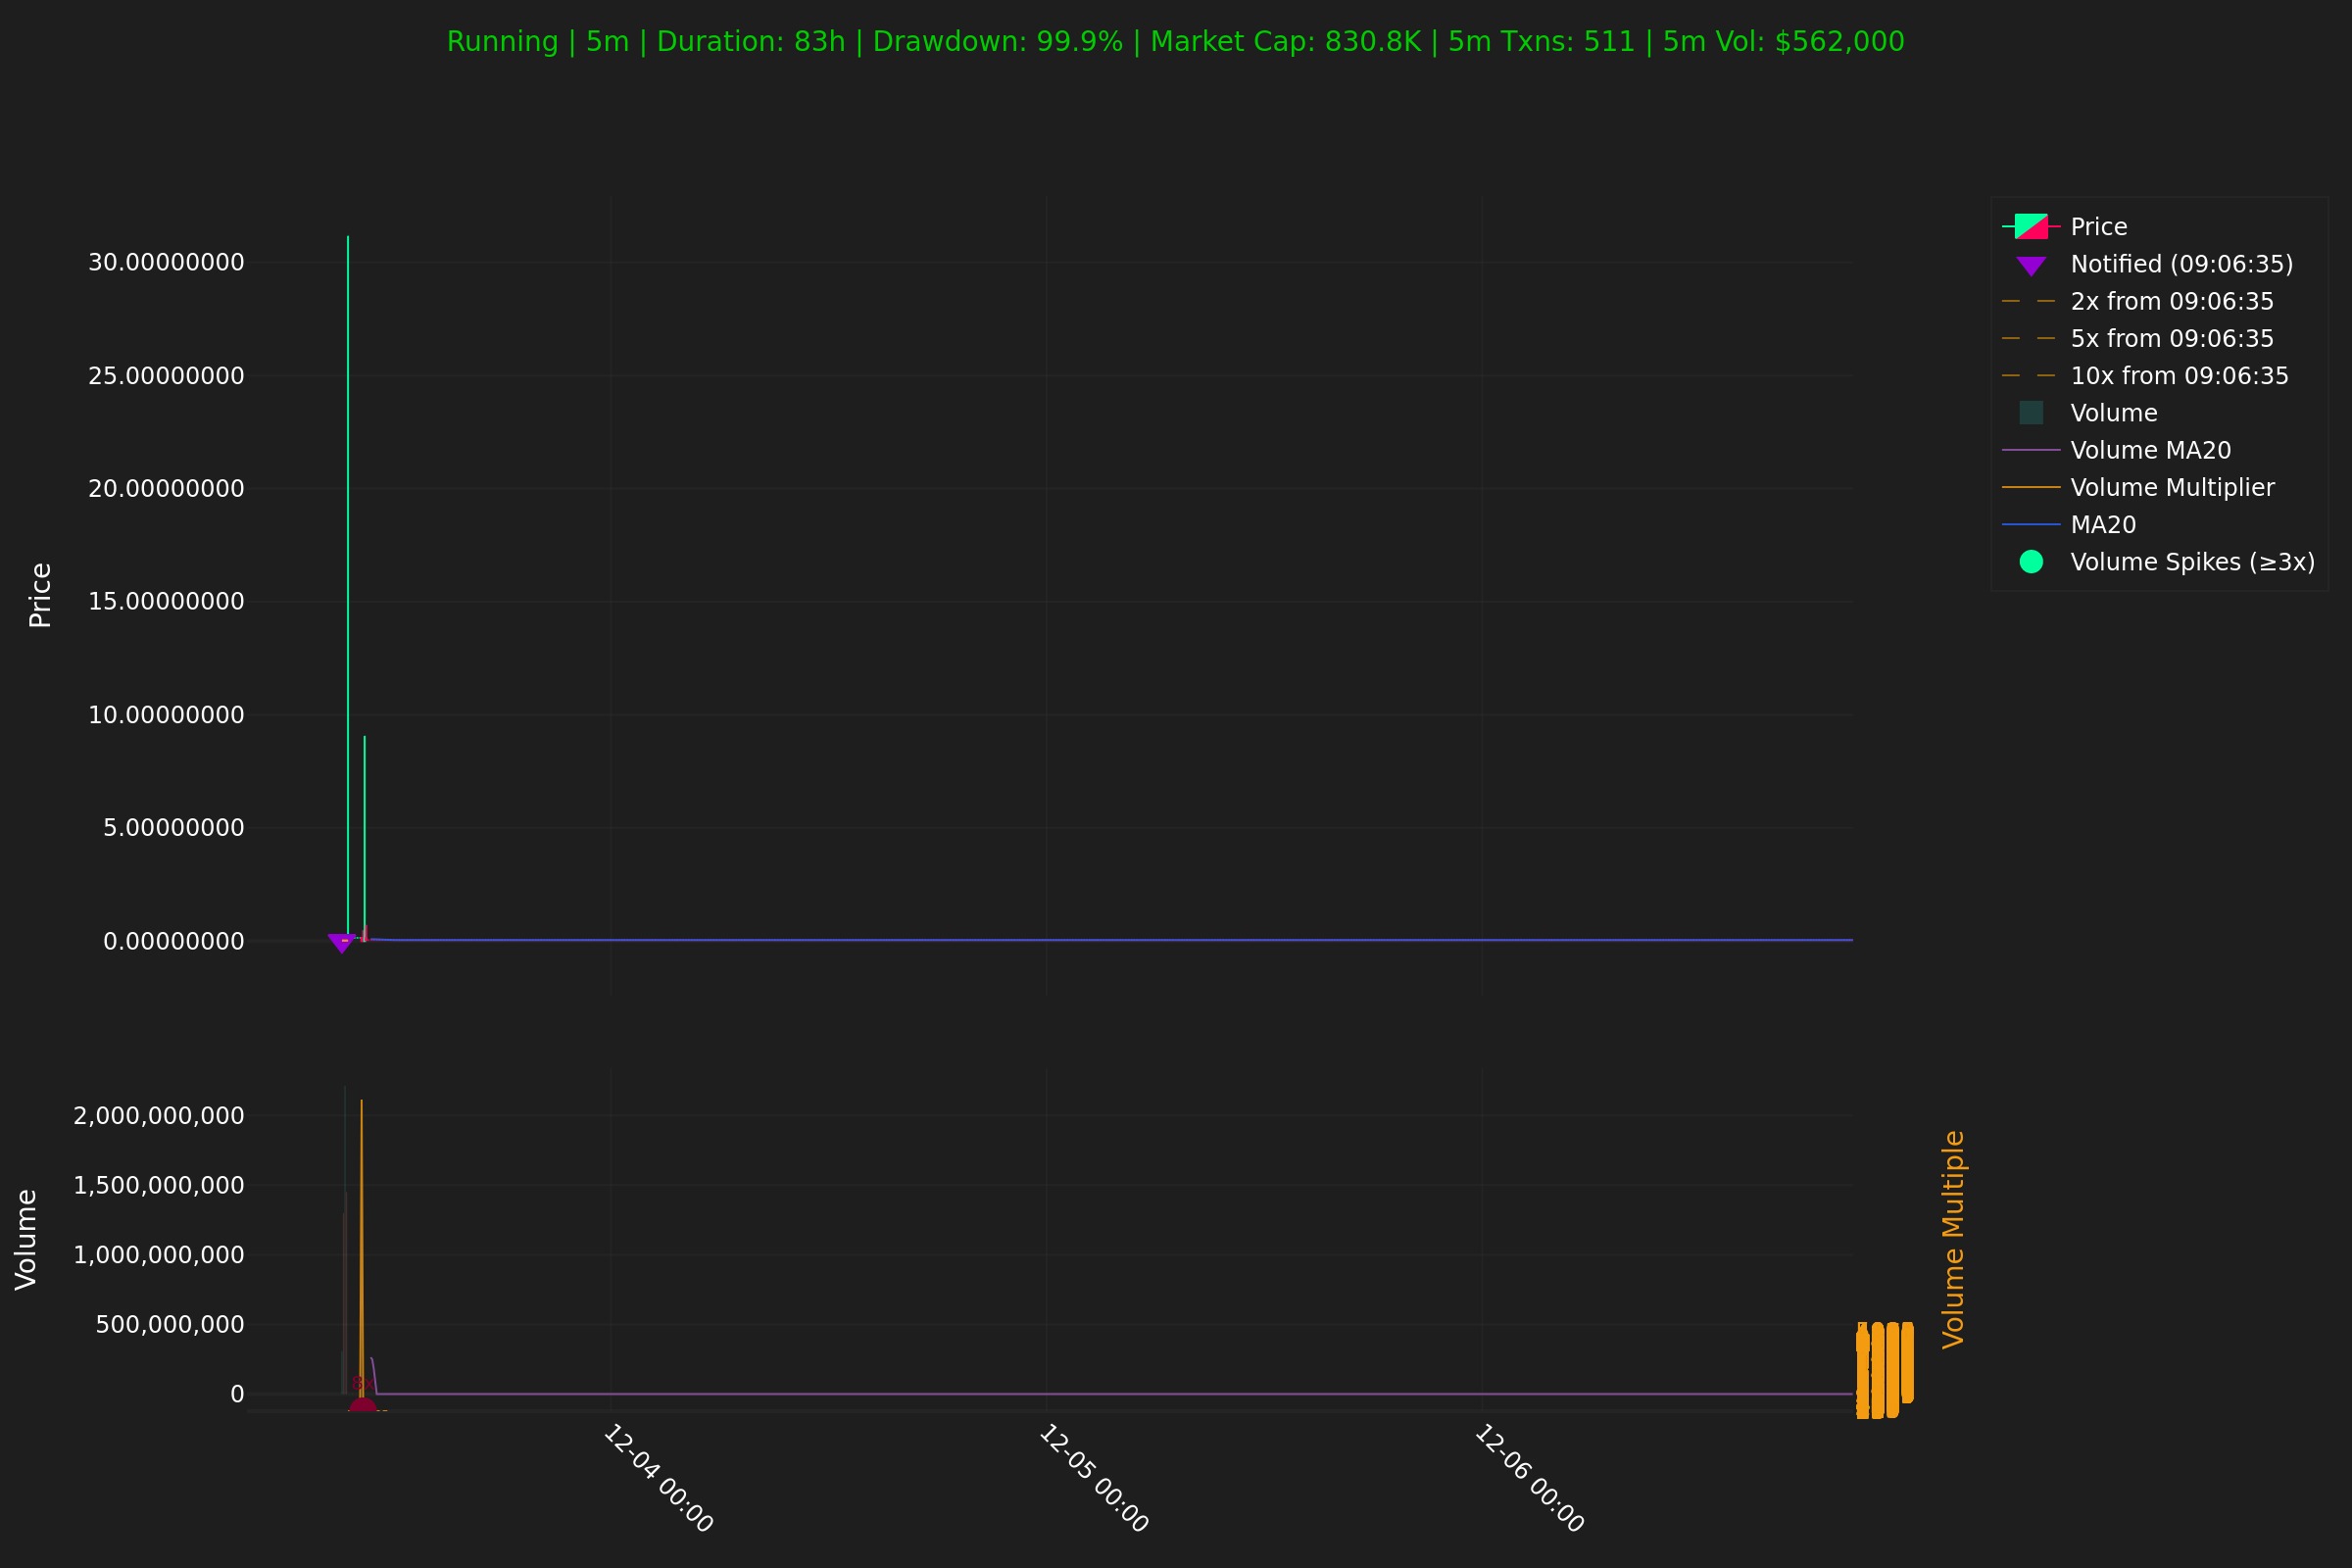 Running | 5m | Duration: 83h | Drawdown: 99.9% | Market Cap: 830.8K | 5m Txns: 511 | 5m Vol: $562,000
Price
30.00000000
25.00000000
20.00000000
15.00000000
10.00000000
5.00000000
0.00000000
Price
Notified (09:06:35)
2x from 09:06:35
5x from 09:06:35
10x from 09:06:35
Volume
Volume MA20
Volume Multiplier
MA20
Volume Spikes (≥3x)
Volume
2,000,000,000
1,500,000,000
1,000,000,000
500,000,000
0
8x
Volume Multiple
12-04 00:00
12-05 00:00
12-06 00:00